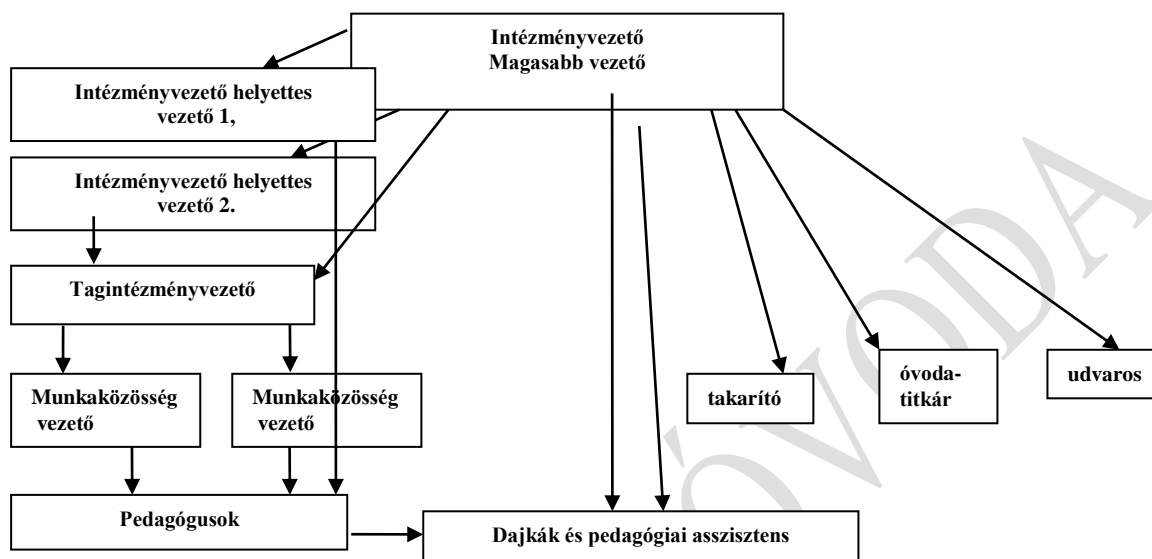 Intézményvezető
Magasabb vezető
Intézményvezető helyettes
vezető 1,
Intézményvezető helyettes
vezető 2.
Tagintézményvezető
Munkaközösség
vezető
Munkaközösség
vezető
takarító
óvoda-
titkár
udvaros
Pedagógusok
Dajkák és pedagógiai asszisztens
ÓVODA